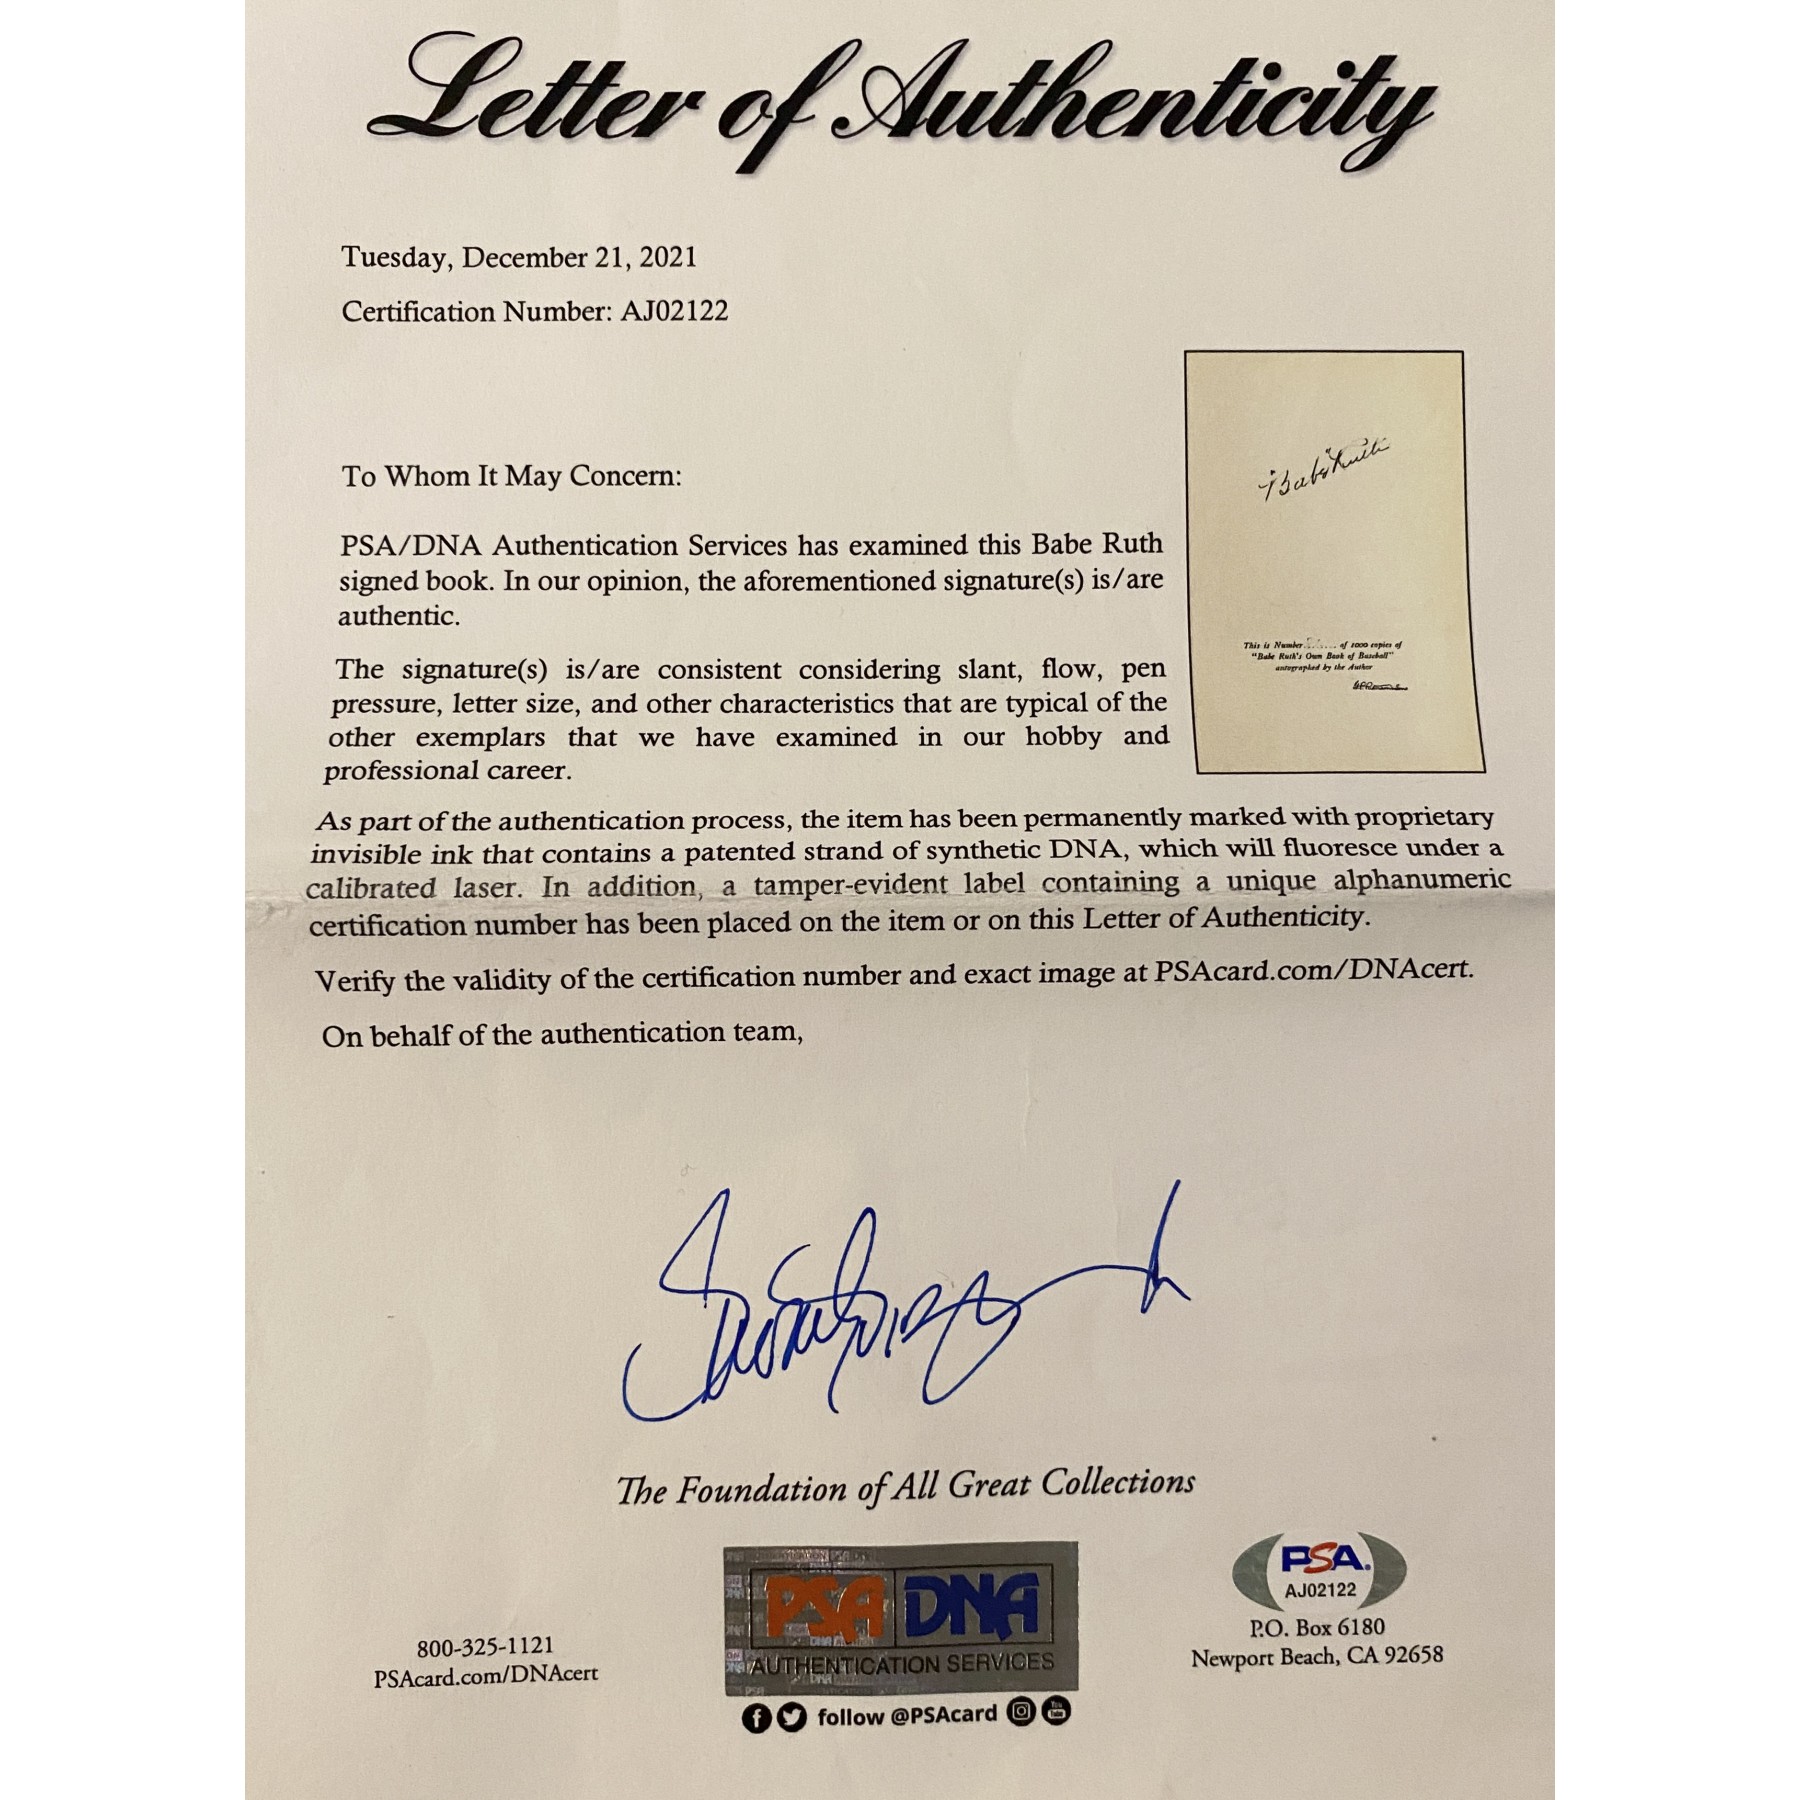 Letter of Authenticity
Tuesday, December 21, 2021
Certification Number: AJ02122
To Whom It May Concern:
PSA/DNA Authentication Services has examined this Babe Ruth
signed book. In our opinion, the aforementioned signature(s) is/are
authentic.
The signature(s) is/are consistent considering slant, flow, pen
pressure, letter size, and other characteristics that are typical of the
other exemplars that we have examined in our hobby and
professional career.
"Babe" Ruth
This is Number of 1000 copies of
"Babe Ruth's Own Book of Baseball"
autographed by the Author
As part of the authentication process, the item has been permanently marked with proprietary
invisible ink that contains a patented strand of synthetic DNA, which will fluoresce under a
calibrated laser. In addition, a tamper-evident label containing a unique alphanumeric
certification number has been placed on the item or on this Letter of Authenticity.
Verify the validity of the certification number and exact image at PSAcard.com/DNAcert.
On behalf of the authentication team,
The Foundation of All Great Collections
PSA DNA
AUTHENTICATION SERVICES
follow @PSAcard
800-325-1121
PSAcard.com/DNAcert
PSA.
AJ02122
P.O. Box 6180
Newport Beach, CA 92658